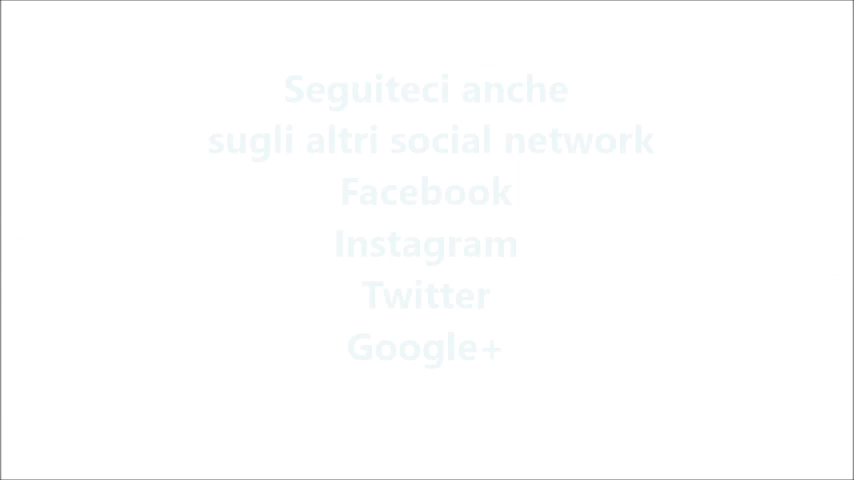 Seguiteci anche
sugli altri social network
Facebook
Instagram
Twitter
Google+